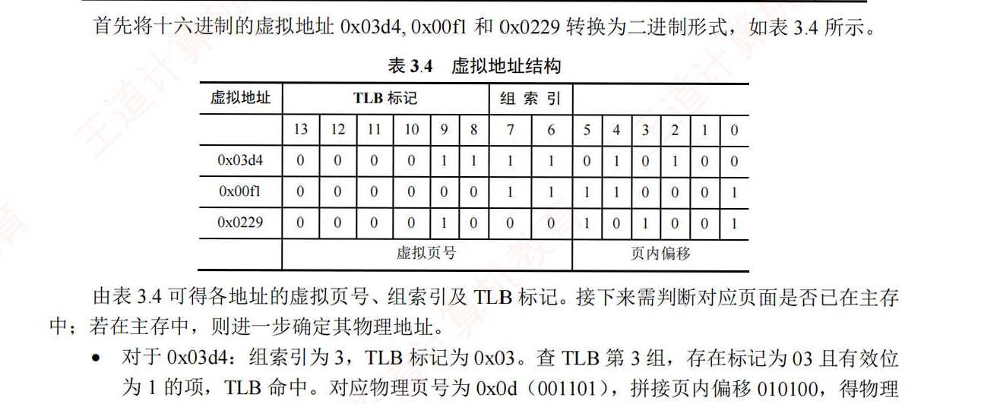 首先将十六进制的虚拟地址 0x03d4, 0x00f1 和 0x0229 转换为二进制形式，如表 3.4 所示。
表 3.4 虚拟地址结构
虚拟地址 TLB 标记 组 索 引
13 12 11 10 9 8 7 6 5 4 3 2 1 0
0x03d4 0 0 0 0 1 1 1 1 0 1 0 1 0 0
0x00f1 0 0 0 0 0 0 1 1 1 1 0 0 0 1
0x0229 0 0 0 0 1 0 0 0 1 0 1 0 0 1
虚拟页号 页内偏移
由表 3.4 可得各地址的虚拟页号、组索引及 TLB 标记。接下来需判断对应页面是否已在主存
中；若在主存中，则进一步确定其物理地址。
• 对于 0x03d4：组索引为 3，TLB 标记为 0x03。查 TLB 第 3 组，存在标记为 03 且有效位
为 1 的项，TLB 命中。对应物理页号为 0x0d（001101），拼接页内偏移 010100，得物理